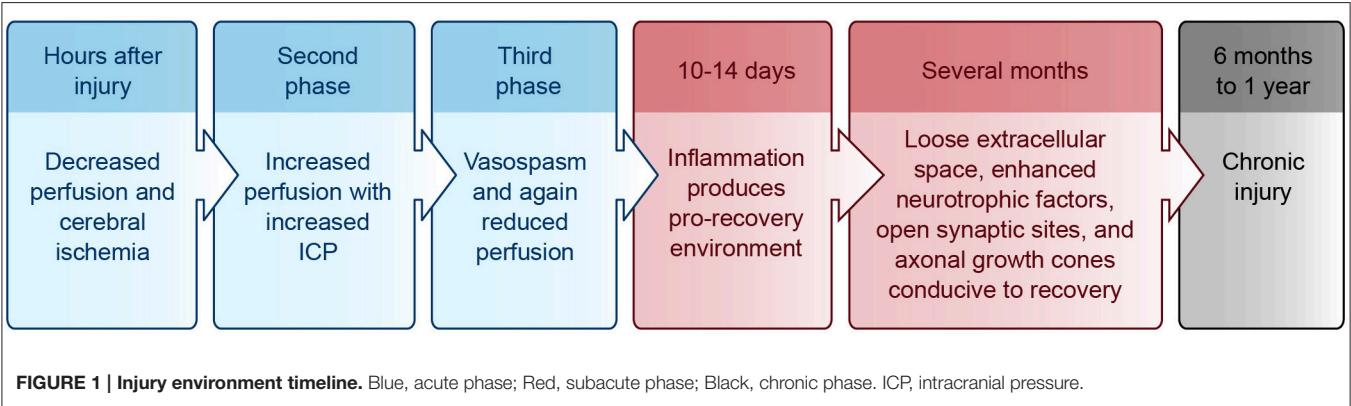 Hours after
injury
Decreased
perfusion and
cerebral
ischemia
Second
phase
Increased
perfusion with
increased
ICP
Third
phase
Vasospasm
and again
reduced
perfusion
10-14 days
Inflammation
produces
pro-recovery
environment
Several months
Loose extracellular
space, enhanced
neurotrophic factors,
open synaptic sites, and
axonal growth cones
conducive to recovery
6 months
to 1 year
Chronic
injury
FIGURE 1 | Injury environment timeline. Blue, acute phase; Red, subacute phase; Black, chronic phase. ICP, intracranial pressure.